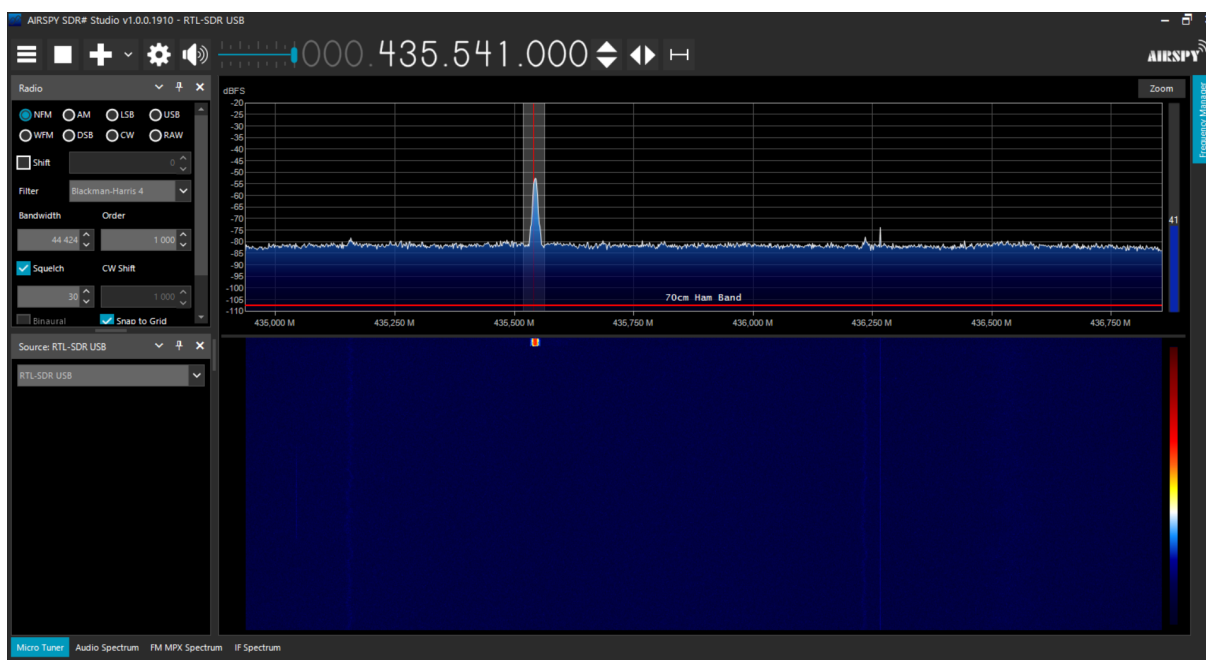 AIRSPY SDR# Studio v1.0.0.1910 - RTL-SDR USB
000.435.541.000
AIRSPY
Radio
NFM AM LSB USB
WFM DSB CW RAW
Shift 0
Filter Blackman-Harris 4
Bandwidth Order
44 424 1 000
Squelch CW Shift
30 1 000
Binaural Snap to Grid
Source: RTL-SDR USB
RTL-SDR USB
dBFS
Zoom
-20
-25
-30
-35
-40
-45
-50
-55
-60
-65
-70
-75
-80
-85
-90
-95
-100
-105
-110
41
70cm Ham Band
435,000 M 435,250 M 435,500 M 435,750 M 436,000 M 436,250 M 436,500 M 436,750 M
Frequency Manager
Micro Tuner Audio Spectrum FM MPX Spectrum IF Spectrum